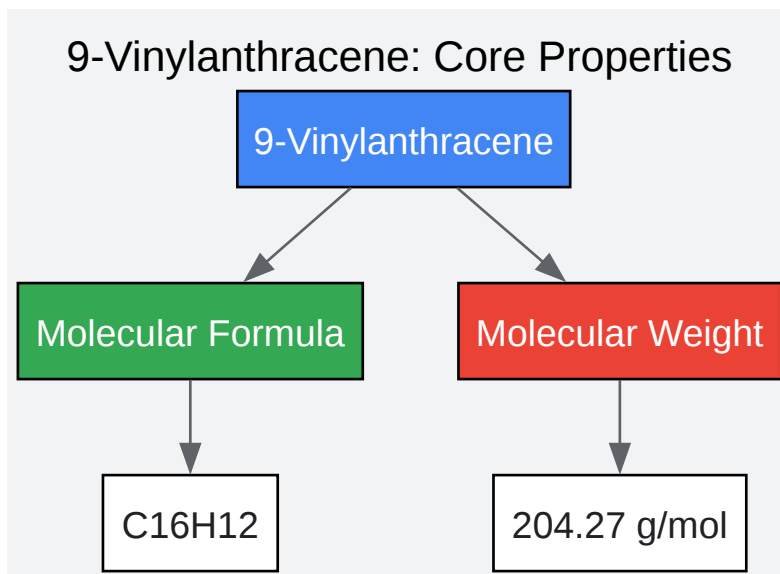 9-Vinylanthracene: Core Properties
9-Vinylanthracene
Molecular Formula
Molecular Weight
C16H12
204.27 g/mol